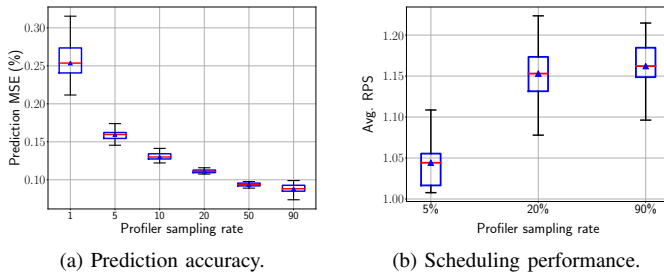 Prediction MSE (%)
0.30
0.25
0.20
0.15
0.10
1 5 10 20 50 90
Profiler sampling rate
(a) Prediction accuracy.
Avg. RPS
1.20
1.15
1.10
1.05
1.00
5% 20% 90%
Profiler sampling rate
(b) Scheduling performance.